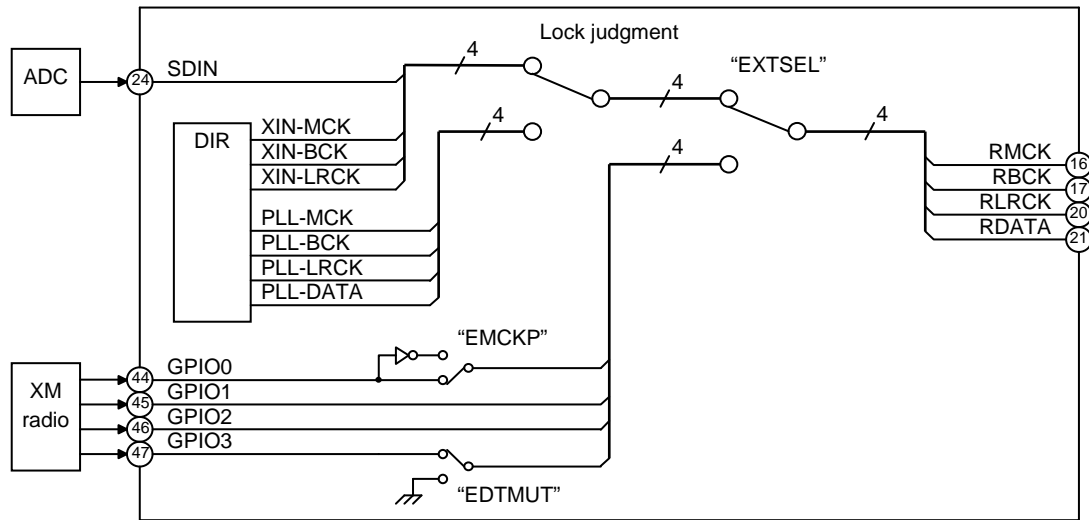 Lock judgment
4
"EXTSEL"
ADC
24
SDIN
4
4
4
DIR
XIN-MCK
XIN-BCK
XIN-LRCK
4
PLL-MCK
PLL-BCK
PLL-LRCK
PLL-DATA
RMCK
16
RBCK
17
RLRCK
20
RDATA
21
"EMCKP"
XM
radio
44
GPIO0
45
GPIO1
46
GPIO2
47
GPIO3
"EDTMUT"